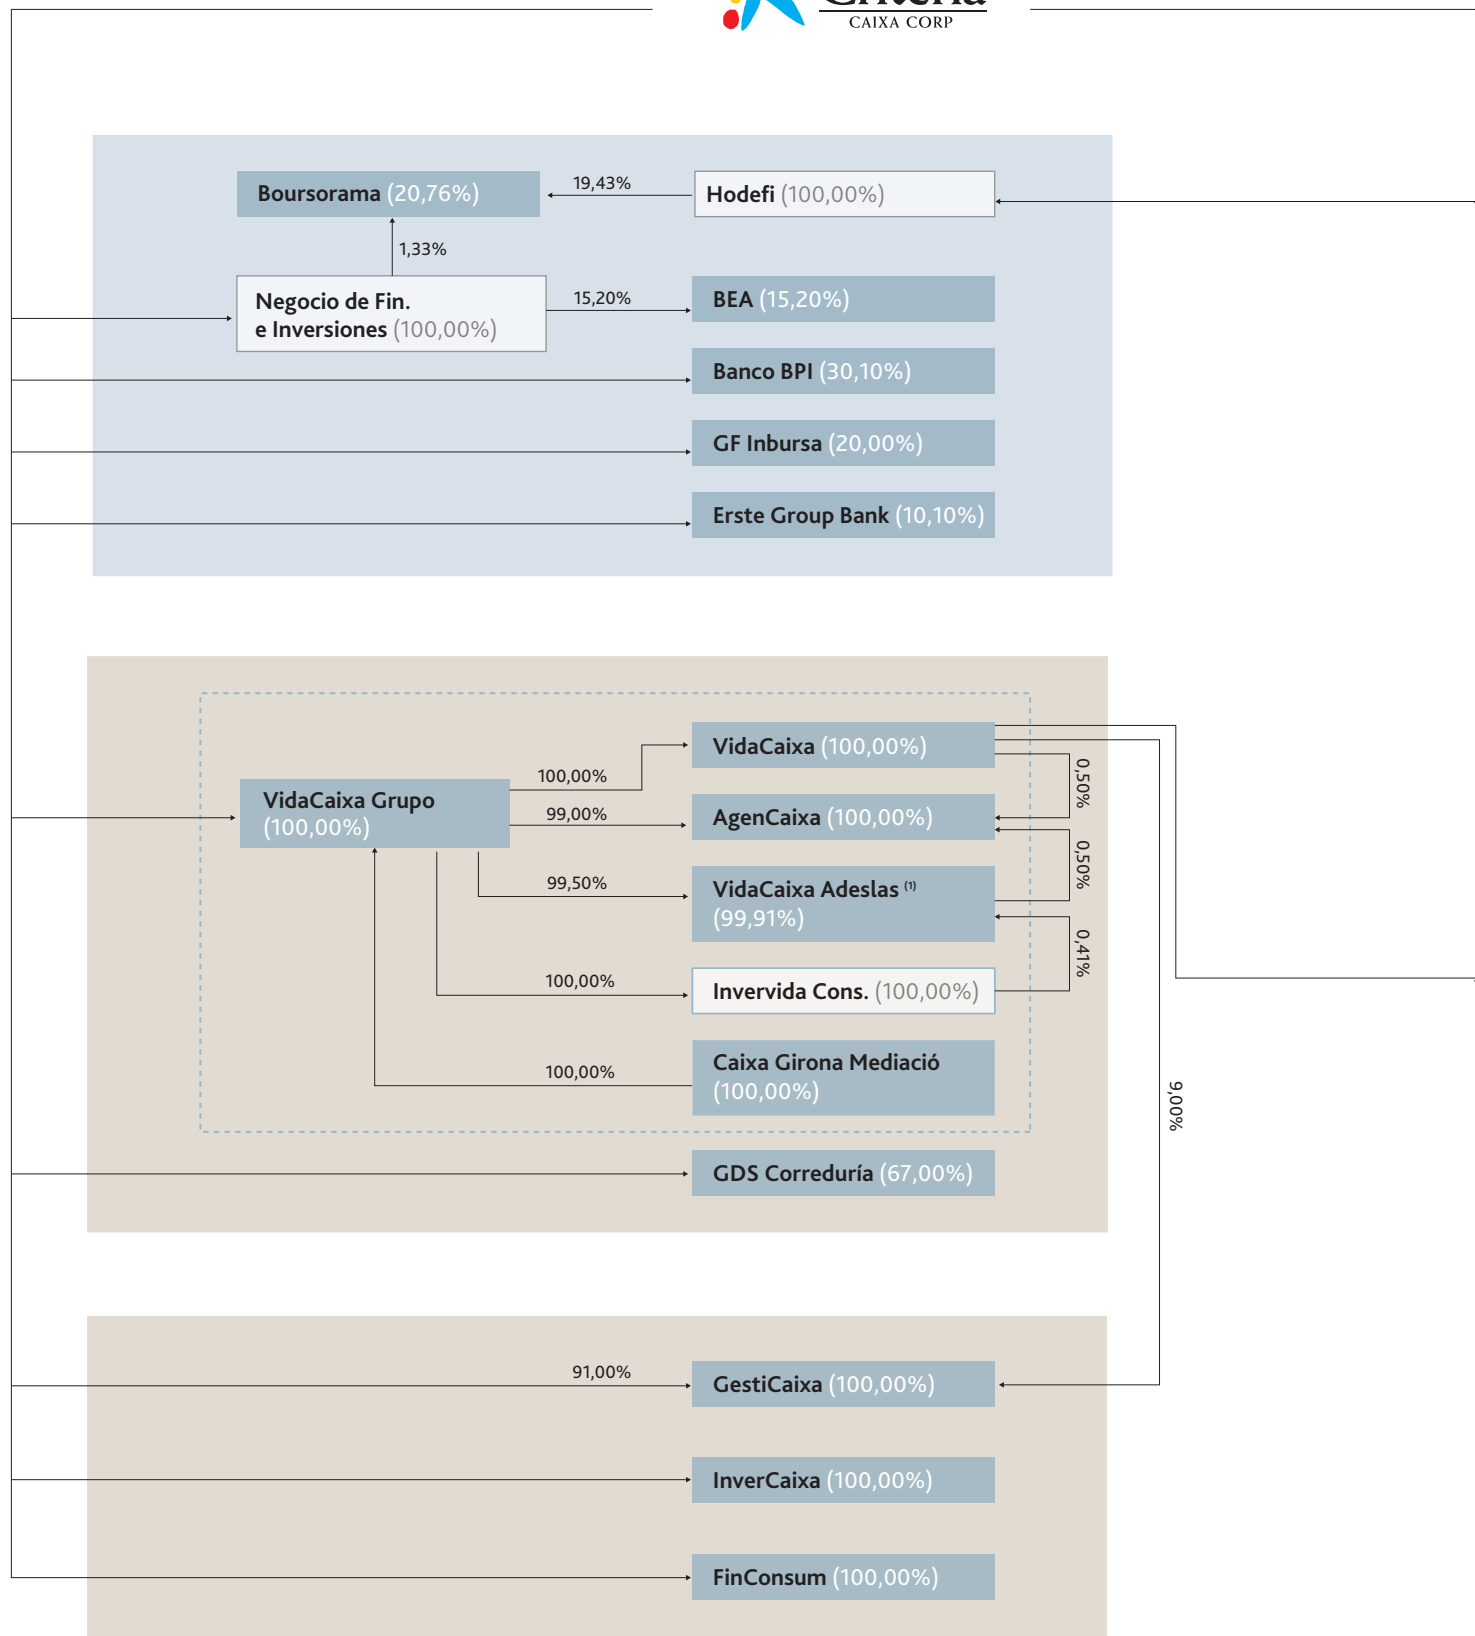 Criteria
CAIXA CORP
Boursorama (20,76%)
19,43%
Hodefi (100,00%)
1,33%
Negocio de Fin.
e Inversiones (100,00%)
15,20%
BEA (15,20%)
Banco BPI (30,10%)
GF Inbursa (20,00%)
Erste Group Bank (10,10%)
VidaCaixa (100,00%)
100,00%
0,50%
VidaCaixa Grupo
(100,00%)
99,00%
AgenCaixa (100,00%)
0,50%
99,50%
VidaCaixa Adeslas (1)
(99,91%)
0,41%
100,00%
Invervida Cons. (100,00%)
100,00%
Caixa Girona Mediació
(100,00%)
9,00%
GDS Correduría (67,00%)
91,00%
GestiCaixa (100,00%)
InverCaixa (100,00%)
FinConsum (100,00%)